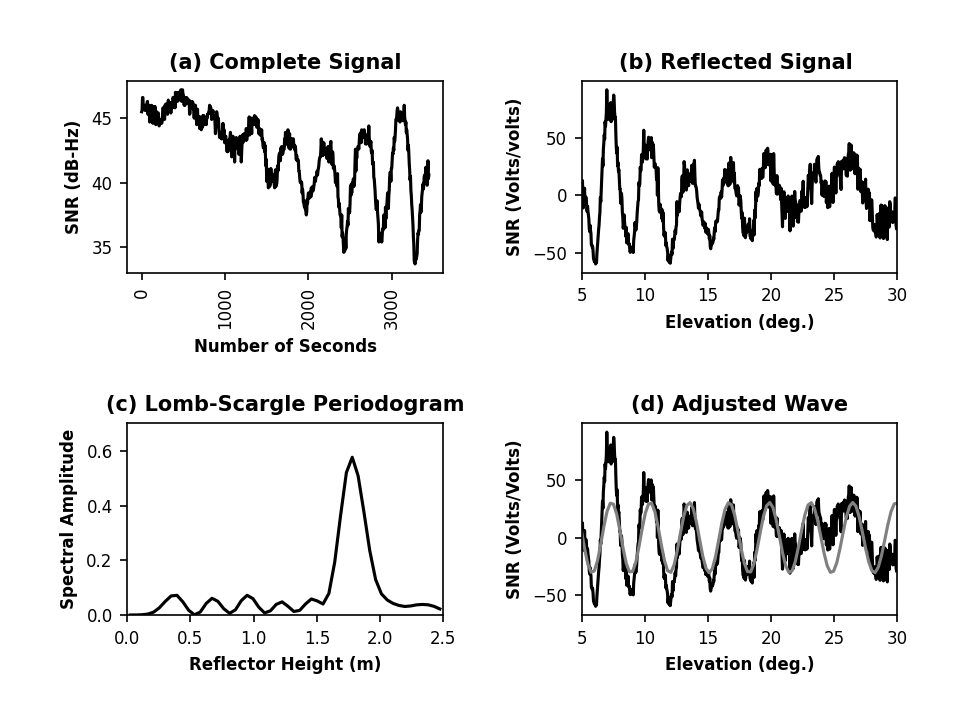 (a) Complete Signal
SNR (dB-Hz)
45
40
35
0
1000
2000
3000
Number of Seconds
(b) Reflected Signal
SNR (Volts/volts)
50
0
−50
5 10 15 20 25 30
Elevation (deg.)
(c) Lomb-Scargle Periodogram
Spectral Amplitude
0.6
0.4
0.2
0.0
0.0 0.5 1.0 1.5 2.0 2.5
Reflector Height (m)
(d) Adjusted Wave
SNR (Volts/Volts)
50
0
−50
5 10 15 20 25 30
Elevation (deg.)